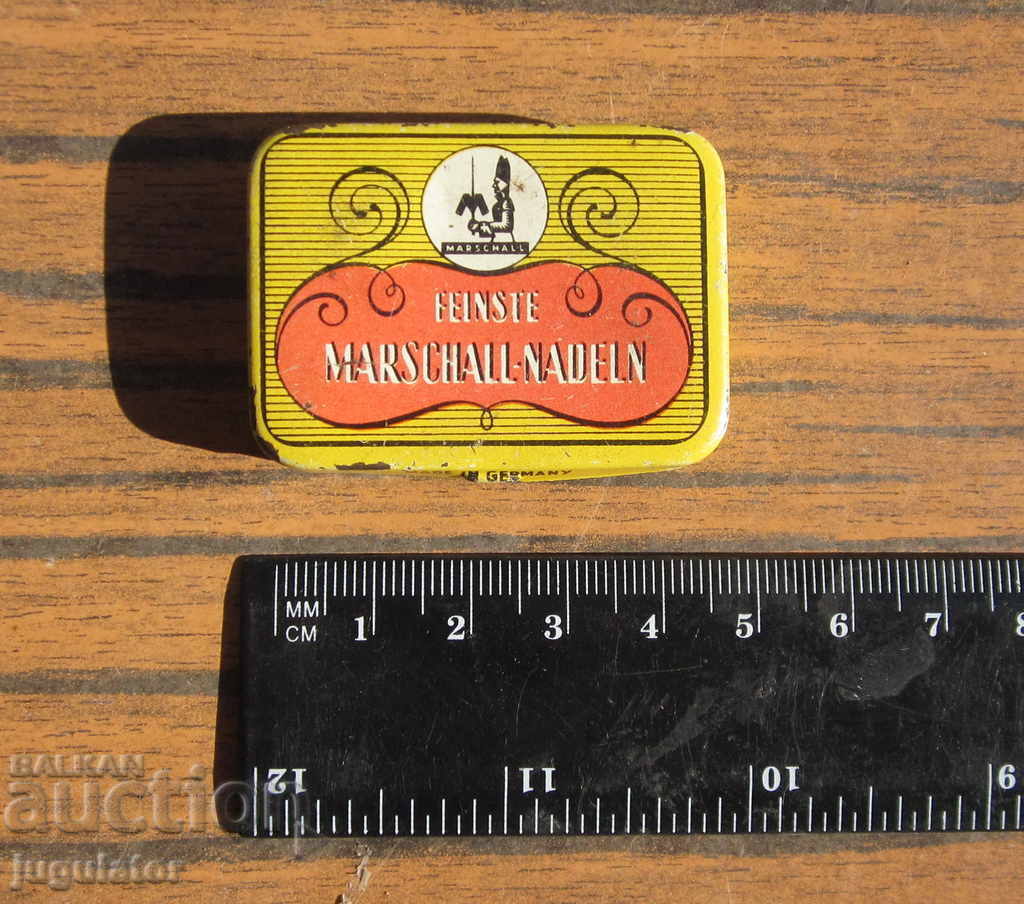 MARSCHALL
FEINSTE
MARSCHALL-NADELN
GERMANY
MM
CM 1 2 3 4 5 6 7 8
12 11 10 9
BALKAN
auction
jugulator